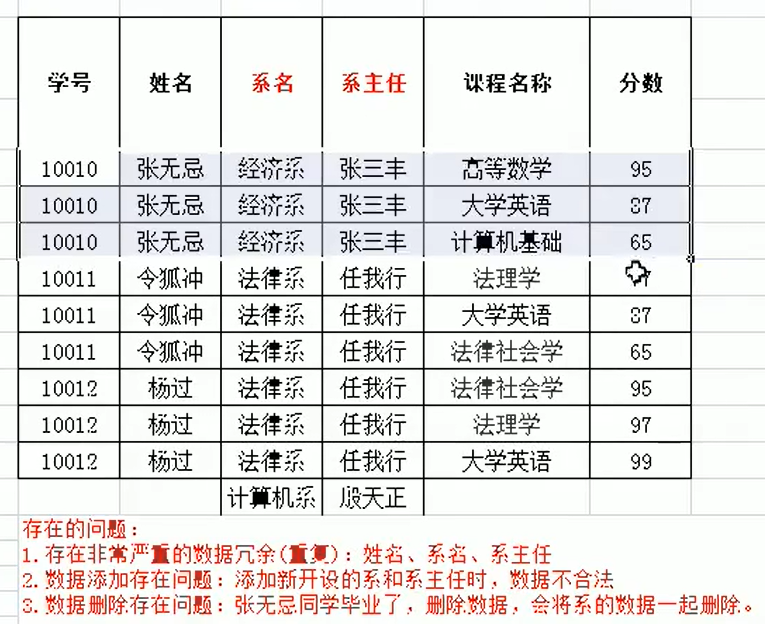 学号 姓名 系名 系主任 课程名称 分数
10010 张无忌 经济系 张三丰 高等数学 95
10010 张无忌 经济系 张三丰 大学英语 87
10010 张无忌 经济系 张三丰 计算机基础 65
10011 令狐冲 法律系 任我行 法理学
10011 令狐冲 法律系 任我行 大学英语 87
10011 令狐冲 法律系 任我行 法律社会学 65
10012 杨过 法律系 任我行 法律社会学 95
10012 杨过 法律系 任我行 法理学 97
10012 杨过 法律系 任我行 大学英语 99
计算机系 殷天正
存在的问题：
1.存在非常严重的数据冗余(重复)：姓名、系名、系主任
2.数据添加存在问题：添加新开设的系和系主任时，数据不合法
3.数据删除存在问题：张无忌同学毕业了，删除数据，会将系的数据一起删除。